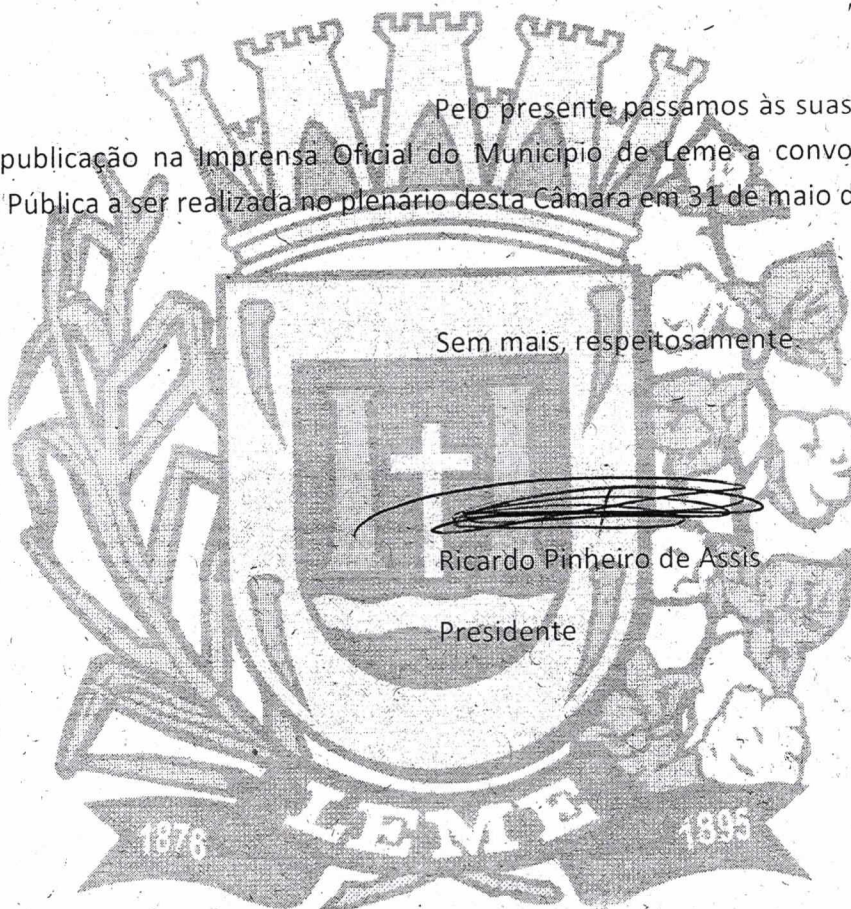 Pelo presente passamos às suas
publicação na Imprensa Oficial do Município de Leme a convo
Pública a ser realizada no plenário desta Câmara em 31 de maio d
Sem mais, respeitosamente.
Ricardo Pinheiro de Assis
Presidente
LEME
1876 1895